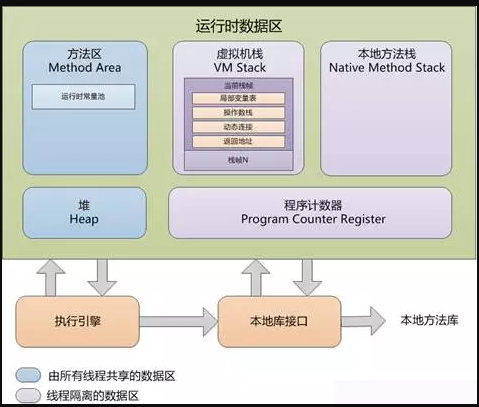 运行时数据区
方法区
Method Area
运行时常量池
虚拟机栈
VM Stack
当前栈帧
局部变量表
操作数栈
动态连接
返回地址
栈帧N
本地方法栈
Native Method Stack
堆
Heap
程序计数器
Program Counter Register
执行引擎
本地库接口
本地方法库
由所有线程共享的数据区
线程隔离的数据区